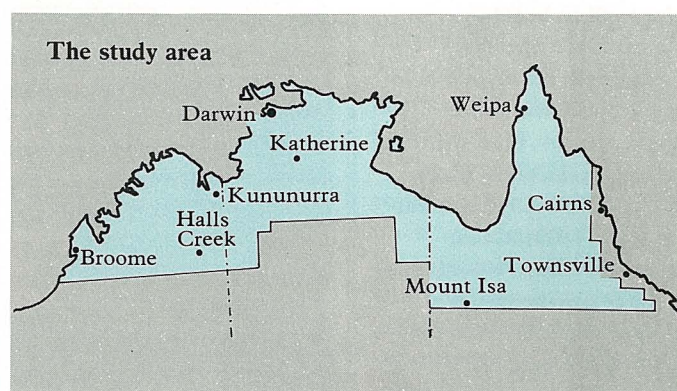 The study area
Darwin
Weipa
Katherine
Kununurra
Cairns
Halls
Creek
Broome
Townsville
Mount Isa